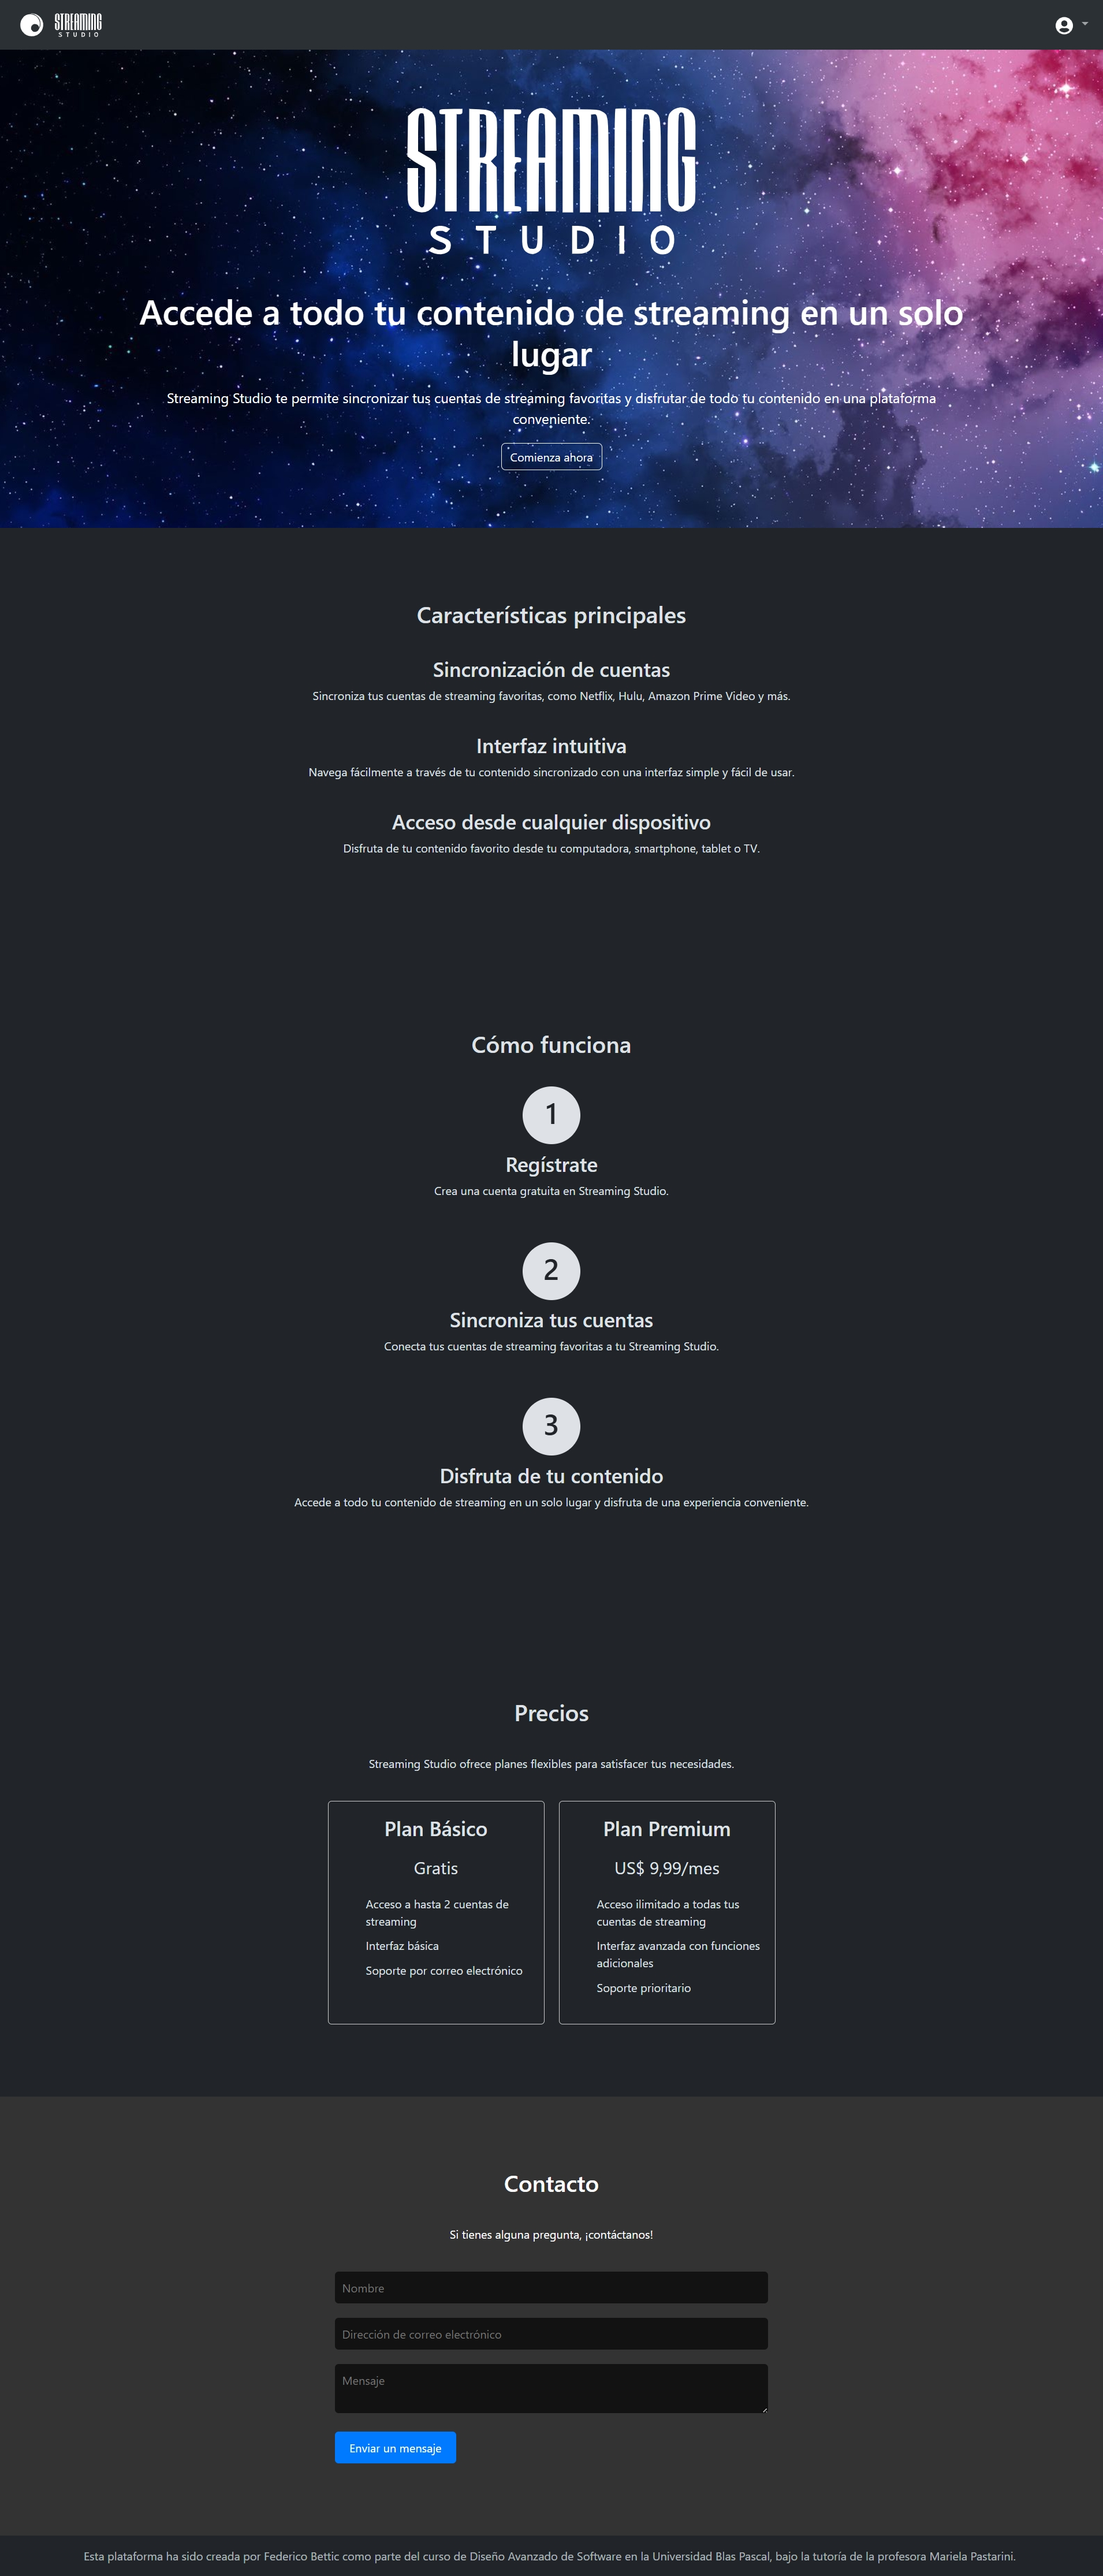 STREAMING
STUDIO
STREAMING
STUDIO
Accede a todo tu contenido de streaming en un solo
lugar
Streaming Studio te permite sincronizar tus cuentas de streaming favoritas y disfrutar de todo tu contenido en una plataforma
conveniente.
Comienza ahora
Características principales
Sincronización de cuentas
Sincroniza tus cuentas de streaming favoritas, como Netflix, Hulu, Amazon Prime Video y más.
Interfaz intuitiva
Navega fácilmente a través de tu contenido sincronizado con una interfaz simple y fácil de usar.
Acceso desde cualquier dispositivo
Disfruta de tu contenido favorito desde tu computadora, smartphone, tablet o TV.
Cómo funciona
1
Regístrate
Crea una cuenta gratuita en Streaming Studio.
2
Sincroniza tus cuentas
Conecta tus cuentas de streaming favoritas a tu Streaming Studio.
3
Disfruta de tu contenido
Accede a todo tu contenido de streaming en un solo lugar y disfruta de una experiencia conveniente.
Precios
Streaming Studio ofrece planes flexibles para satisfacer tus necesidades.
Plan Básico
Gratis
Acceso a hasta 2 cuentas de
streaming
Interfaz básica
Soporte por correo electrónico
Plan Premium
US$ 9,99/mes
Acceso ilimitado a todas tus
cuentas de streaming
Interfaz avanzada con funciones
adicionales
Soporte prioritario
Contacto
Si tienes alguna pregunta, ¡contáctanos!
Nombre
Dirección de correo electrónico
Mensaje
Enviar un mensaje
Esta plataforma ha sido creada por Federico Bettic como parte del curso de Diseño Avanzado de Software en la Universidad Blas Pascal, bajo la tutoría de la profesora Mariela Pastarini.